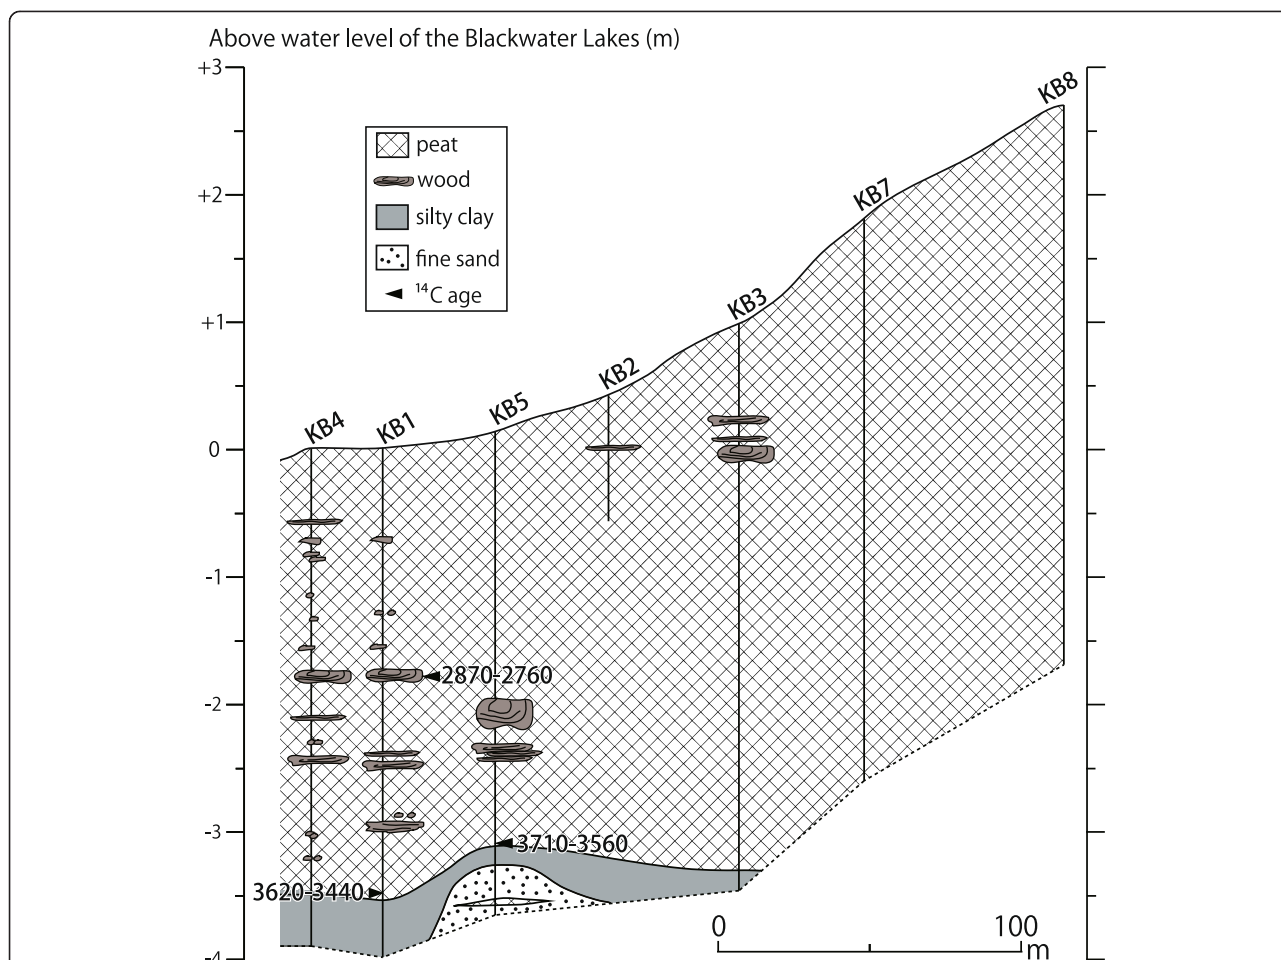 Above water level of the Blackwater Lakes (m)
+3
KB8
peat
wood
+2
KB7
silty clay
fine sand
¹⁴C age
+1
KB3
KB2
KB5
KB4
KB1
0
-1
2870-2760
-2
-3
3710-3560
3620-3440
0
100
m
-4